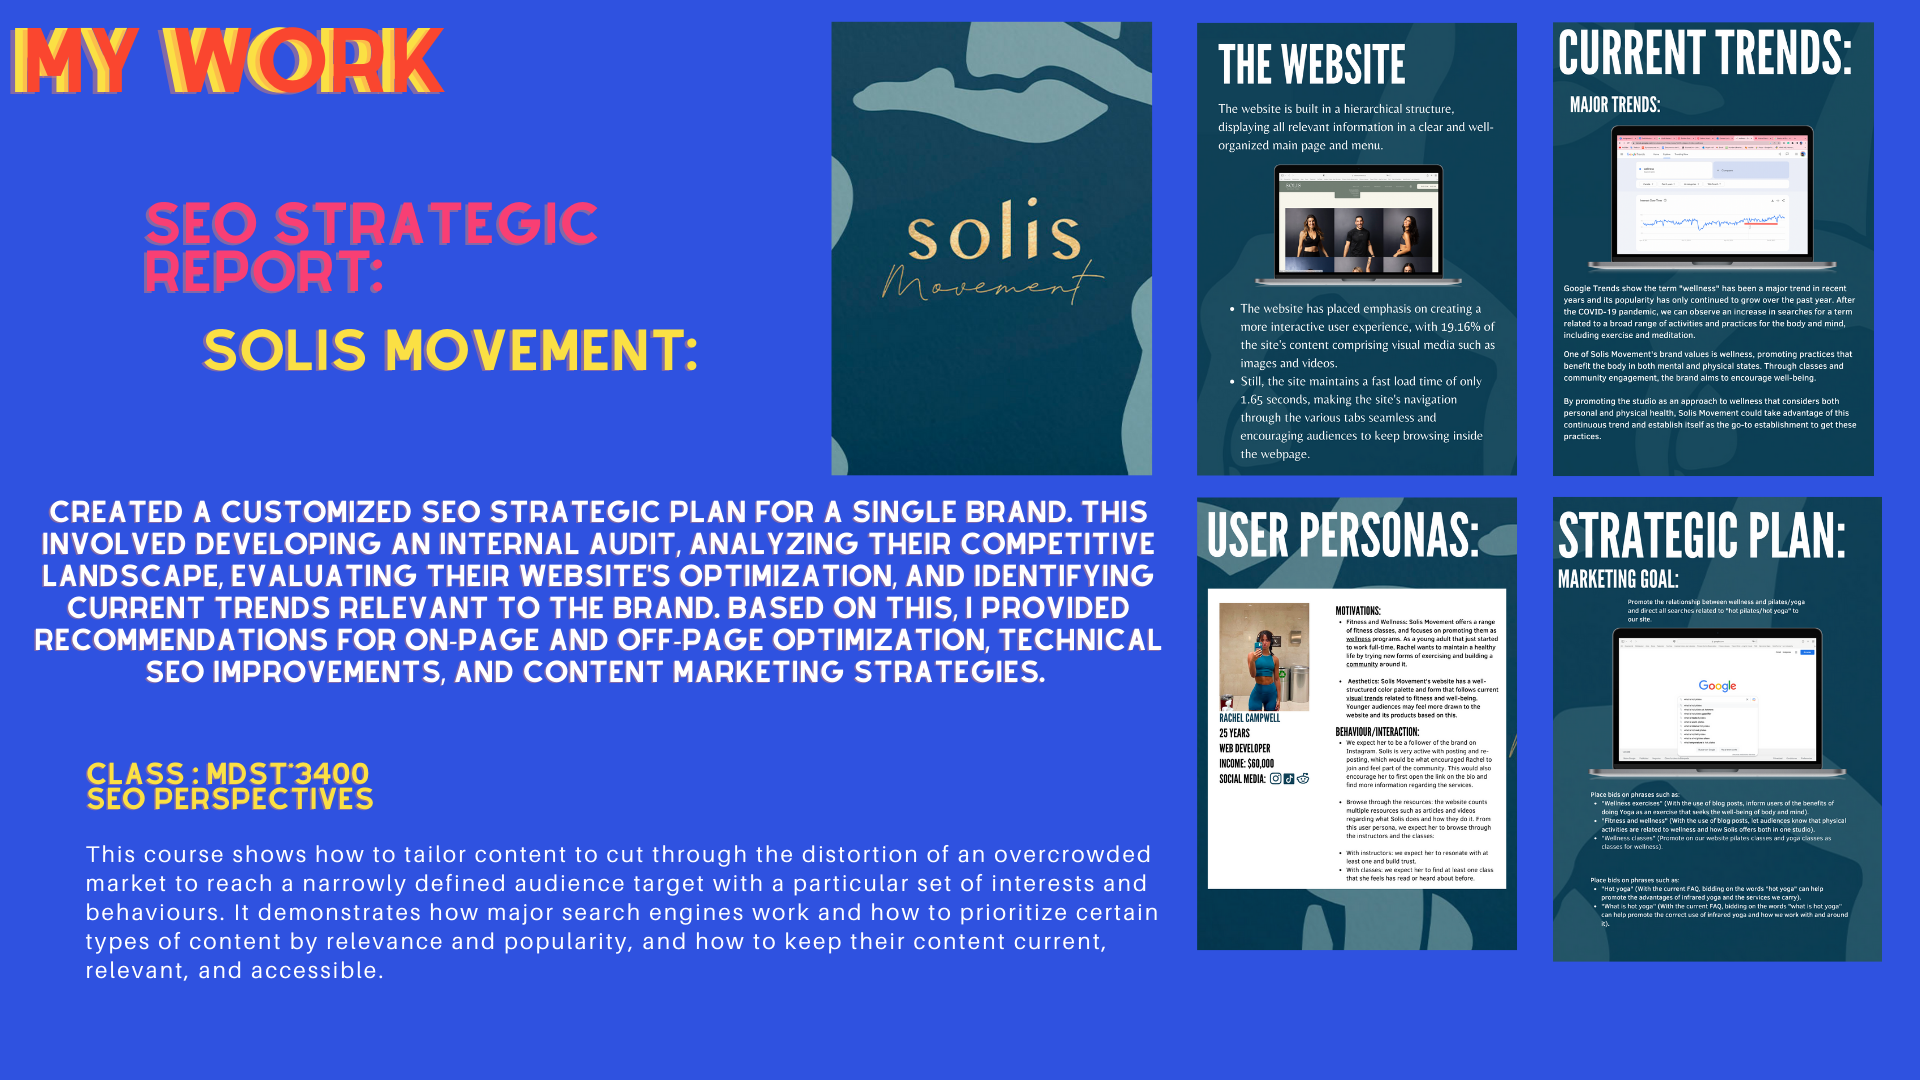 MY WORK
SEO STRATEGIC
REPORT:
SOLIS MOVEMENT:
CREATED A CUSTOMIZED SEO STRATEGIC PLAN FOR A SINGLE BRAND. THIS
INVOLVED DEVELOPING AN INTERNAL AUDIT, ANALYZING THEIR COMPETITIVE
LANDSCAPE, EVALUATING THEIR WEBSITE'S OPTIMIZATION, AND IDENTIFYING
CURRENT TRENDS RELEVANT TO THE BRAND. BASED ON THIS, I PROVIDED
RECOMMENDATIONS FOR ON-PAGE AND OFF-PAGE OPTIMIZATION, TECHNICAL
SEO IMPROVEMENTS, AND CONTENT MARKETING STRATEGIES.
CLASS : MDST*3400
SEO PERSPECTIVES
This course shows how to tailor content to cut through the distortion of an overcrowded
market to reach a narrowly defined audience target with a particular set of interests and
behaviours. It demonstrates how major search engines work and how to prioritize certain
types of content by relevance and popularity, and how to keep their content current,
relevant, and accessible.
solis
Movement
THE WEBSITE
The website is built in a hierarchical structure,
displaying all relevant information in a clear and well-
organized main page and menu.
SOLIS
• The website has placed emphasis on creating a
more interactive user experience, with 19.16% of
the site's content comprising visual media such as
images and videos.
• Still, the site maintains a fast load time of only
1.65 seconds, making the site's navigation
through the various tabs seamless and
encouraging audiences to keep browsing inside
the webpage.
CURRENT TRENDS:
MAJOR TRENDS:
Google Trends show the term "wellness" has been a major trend in recent
years and its popularity has only continued to grow over the past year. After
the COVID-19 pandemic, we can observe an increase in searches for a term
related to a broad range of activities and practices for the body and mind,
including exercise and meditation.
One of Solis Movement's brand values is wellness, promoting practices that
benefit the body in both mental and physical states. Through classes and
community engagement, the brand aims to encourage well-being.
By promoting the studio as an approach to wellness that considers both
personal and physical health, Solis Movement could take advantage of this
continuous trend and establish itself as the go-to establishment to get these
practices.
USER PERSONAS:
RACHEL CAMPWELL
25 YEARS
WEB DEVELOPER
INCOME: $60,000
SOCIAL MEDIA:
MOTIVATIONS:
• Fitness and Wellness: Solis Movement offers a range
of fitness classes, and focuses on promoting them as
wellness programs. As a young adult that just started
to work full-time, Rachel wants to maintain a healthy
life by trying new forms of exercising and building a
community around it.
• Aesthetics: Solis Movement's website has a well-
structured color palette and form that follows current
visual trends related to fitness and well-being.
Younger audiences may feel more drawn to the
website and its products based on this.
BEHAVIOUR/INTERACTION:
• We expect her to be a follower of the brand on
Instagram. Solis is very active with posting and re-
posting, which would be what encouraged Rachel to
join and feel part of the community. This would also
encourage her to first open the link on the bio and
find more information regarding the services.
• Browse through the resources: the website counts
multiple resources such as articles and videos
regarding what Solis does and how they do it. From
this user persona, we expect her to browse through
the instructors and the classes:
• With instructors: we expect her to resonate with at
least one and build trust.
• With classes: we expect her to find at least one class
that she feels has read or heard about before.
STRATEGIC PLAN:
MARKETING GOAL:
Promote the relationship between wellness and pilates/yoga
and direct all searches related to "hot pilates/hot yoga" to
our site.
Google
Place bids on phrases such as:
• "Wellness exercises" (With the use of blog posts, inform users of the benefits of
doing Yoga as an exercise that seeks the well-being of body and mind).
• "Fitness and wellness" (With the use of blog posts, let audiences know that physical
activities are related to wellness and how Solis offers both in one studio).
• "Wellness classes" (Promote on our website pilates classes and yoga classes as
classes for wellness).
Place bids on phrases such as:
• "Hot yoga" (With the current FAQ, bidding on the words "hot yoga" can help
promote the advantages of infrared yoga and the services we carry).
• "What is hot yoga" (With the current FAQ, bidding on the words "what is hot yoga"
can help promote the correct use of infrared yoga and how we work with and around
it).